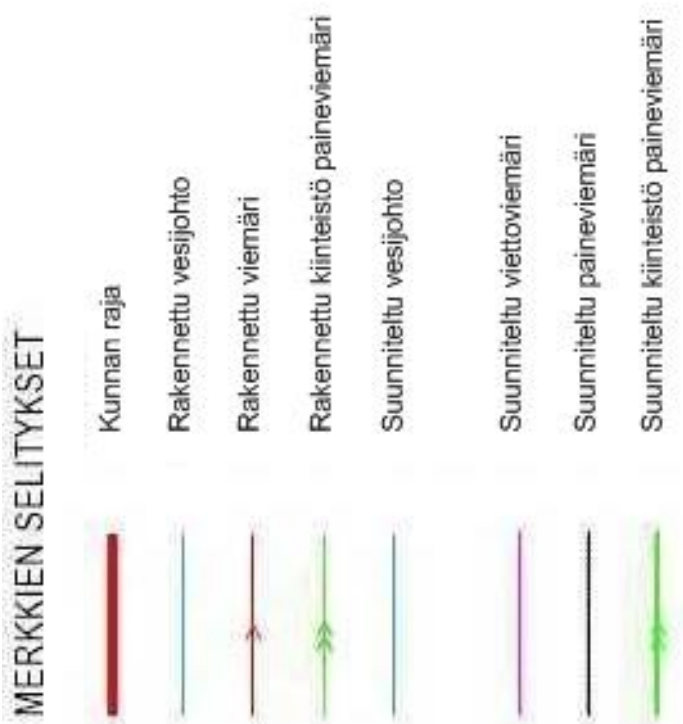 MERKKIEN SELITYKSET
Kunnan raja
Rakennettu vesijohto
Rakennettu viemäri
Rakennettu kiinteistö paineviemäri
Suunniteltu vesijohto
Suunniteltu viettoviemäri
Suunniteltu paineviemäri
Suunniteltu kiinteistö paineviemäri